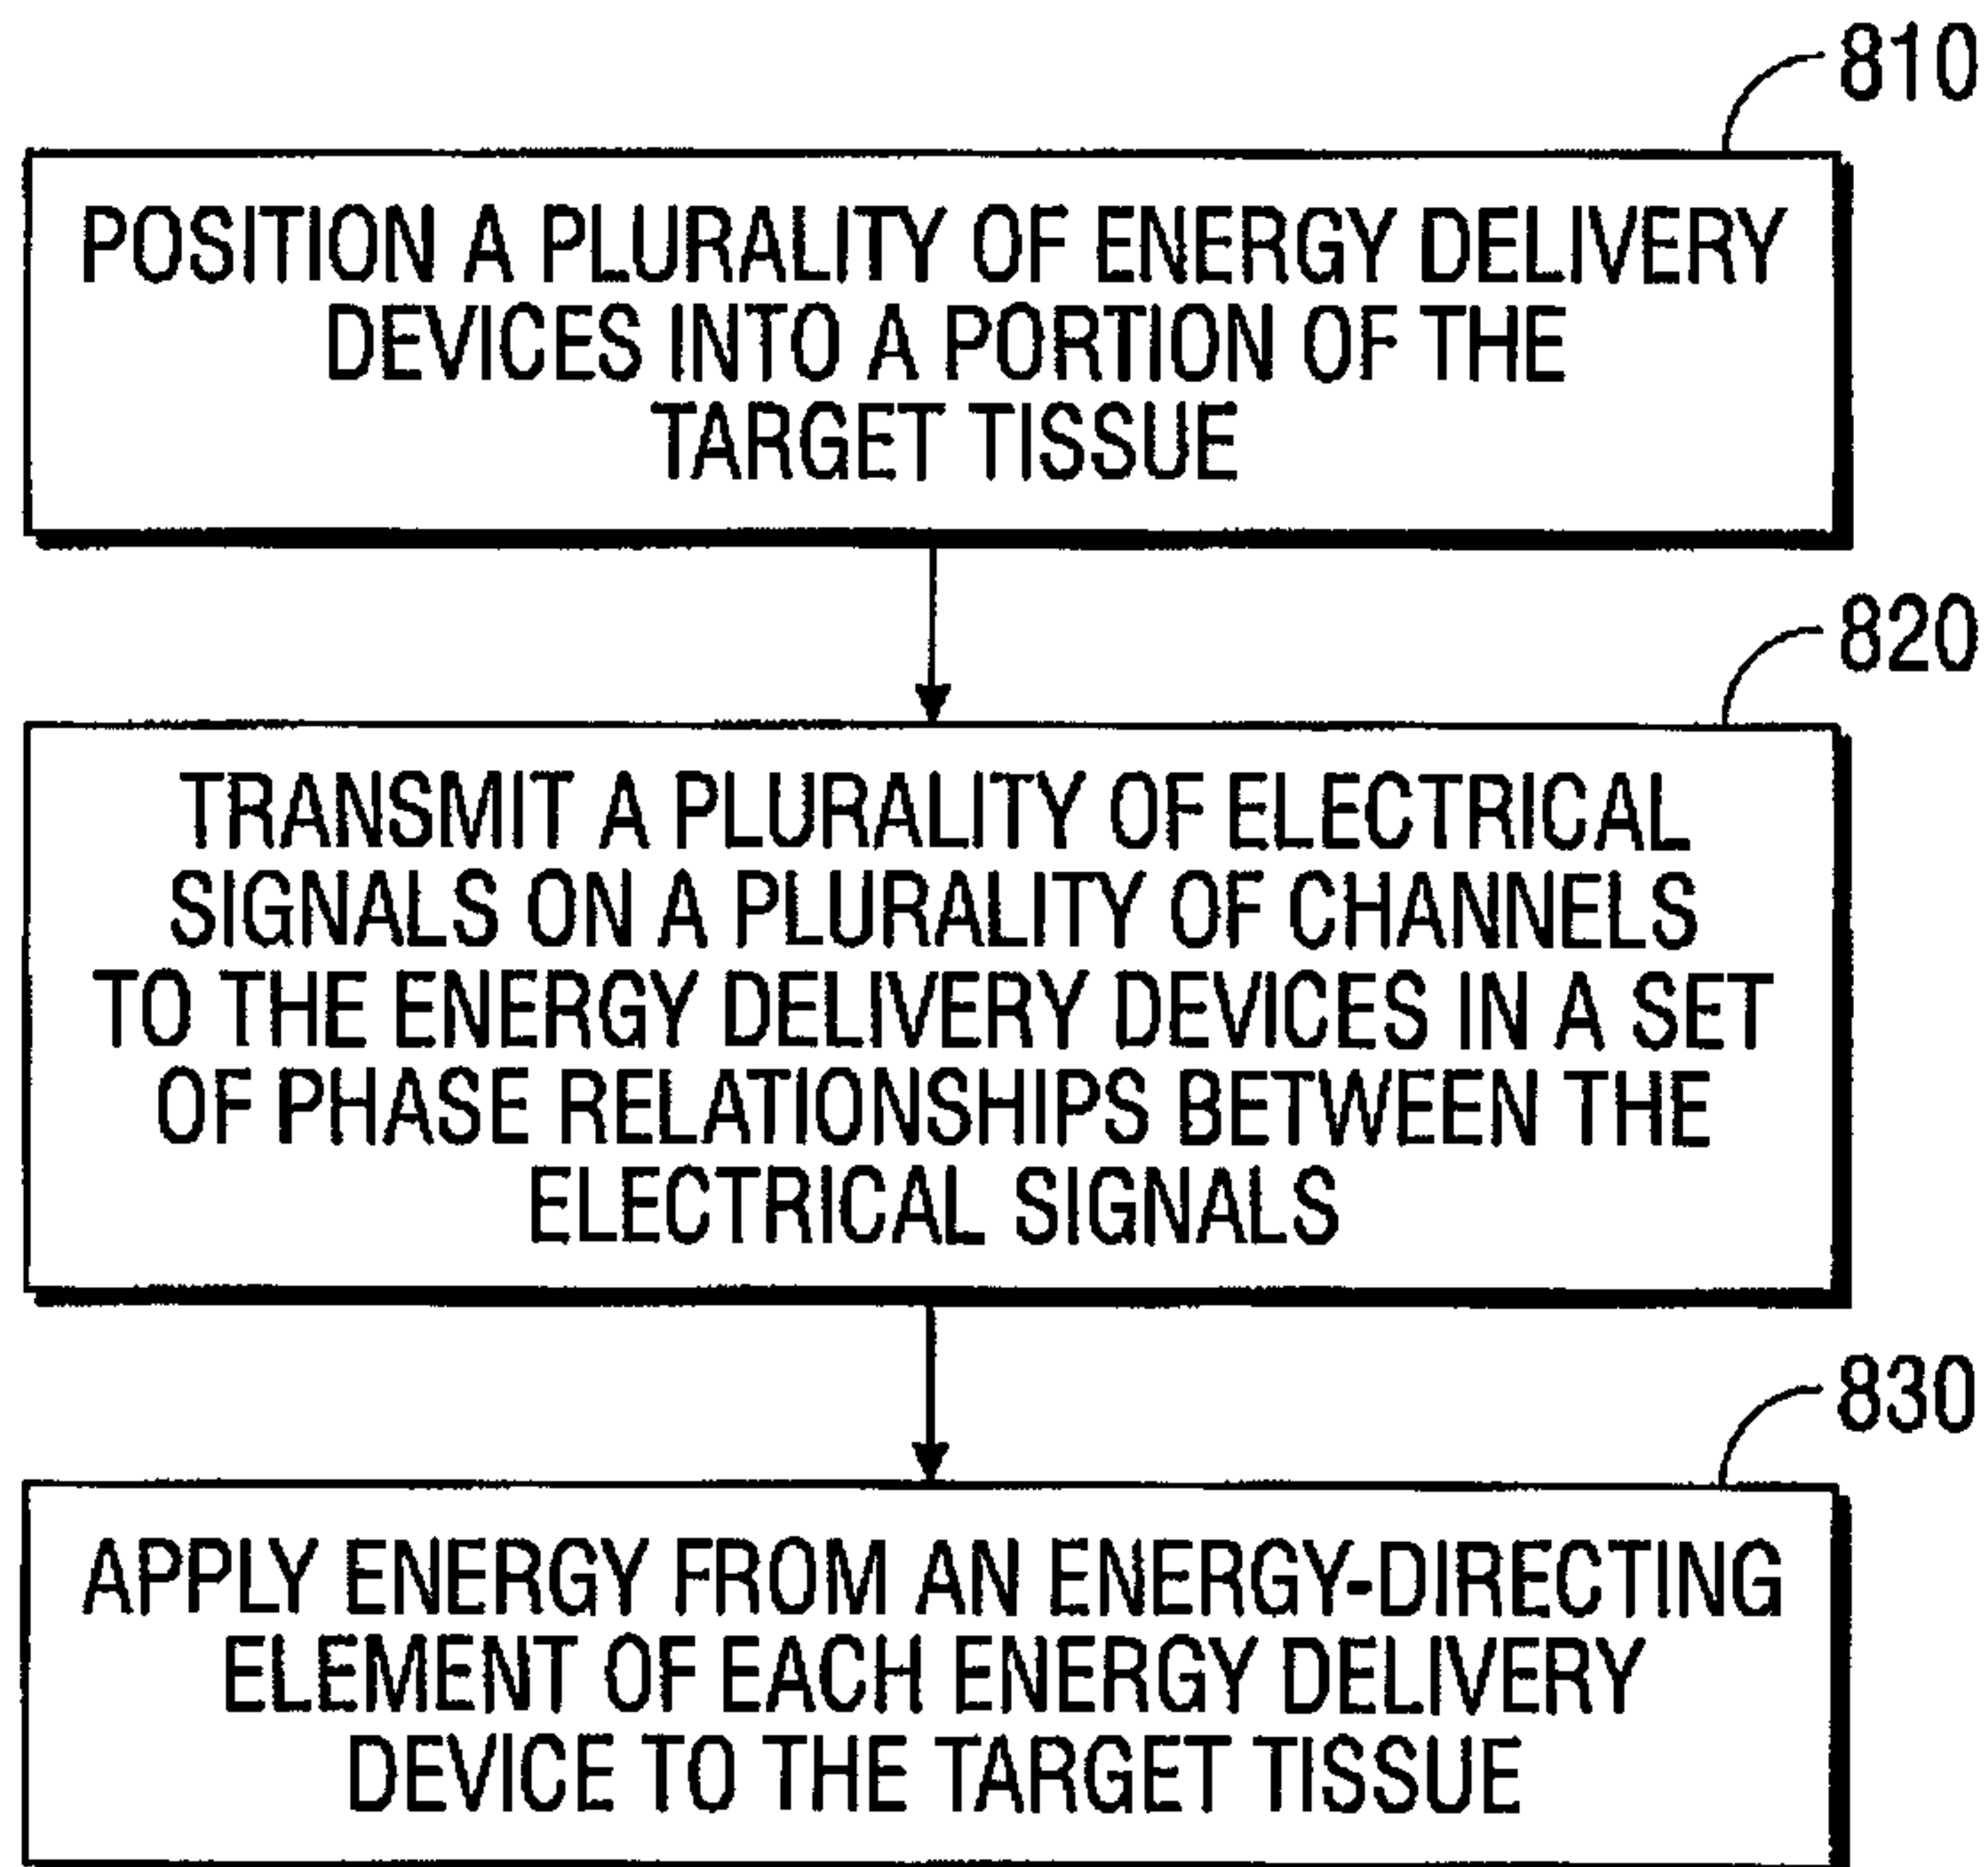 810
POSITION A PLURALITY OF ENERGY DELIVERY
DEVICES INTO A PORTION OF THE
TARGET TISSUE
820
TRANSMIT A PLURALITY OF ELECTRICAL
SIGNALS ON A PLURALITY OF CHANNELS
TO THE ENERGY DELIVERY DEVICES IN A SET
OF PHASE RELATIONSHIPS BETWEEN THE
ELECTRICAL SIGNALS
830
APPLY ENERGY FROM AN ENERGY-DIRECTING
ELEMENT OF EACH ENERGY DELIVERY
DEVICE TO THE TARGET TISSUE